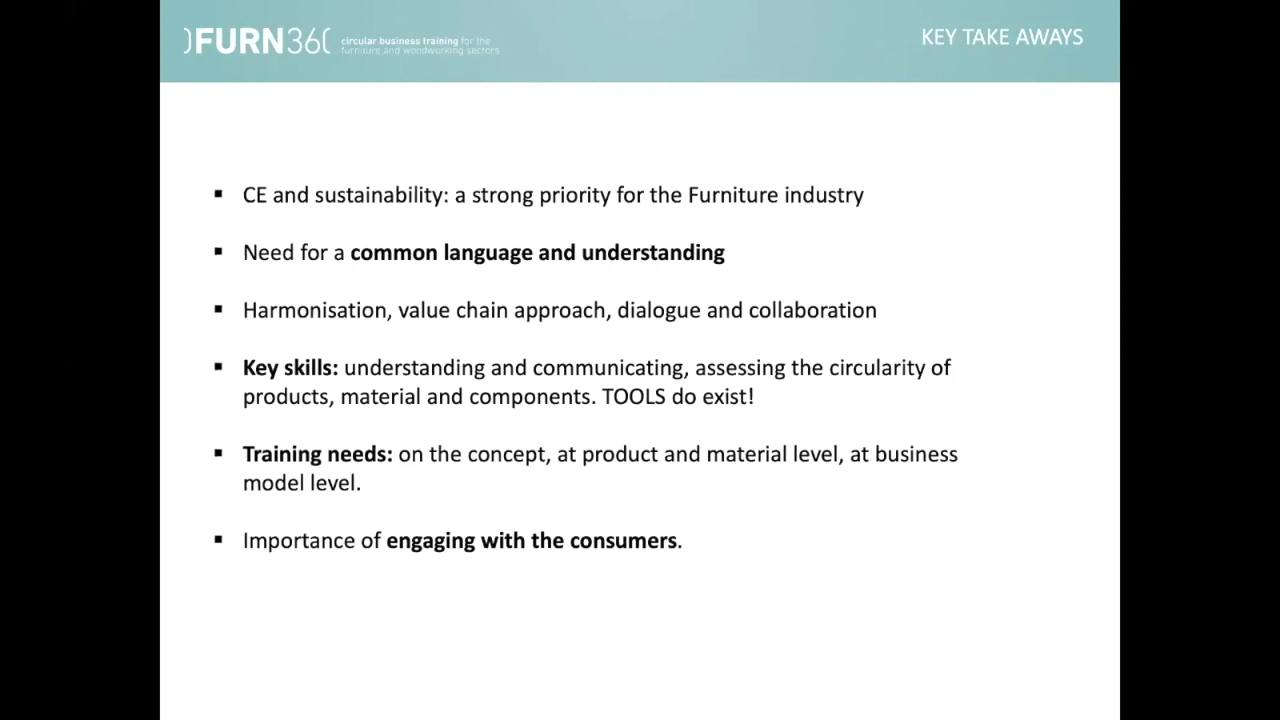 FURN360
circular business training for the
furniture and woodworking sectors
KEY TAKE AWAYS
▪ CE and sustainability: a strong priority for the Furniture industry
▪ Need for a common language and understanding
▪ Harmonisation, value chain approach, dialogue and collaboration
▪ Key skills: understanding and communicating, assessing the circularity of
products, material and components. TOOLS do exist!
▪ Training needs: on the concept, at product and material level, at business
model level.
▪ Importance of engaging with the consumers.